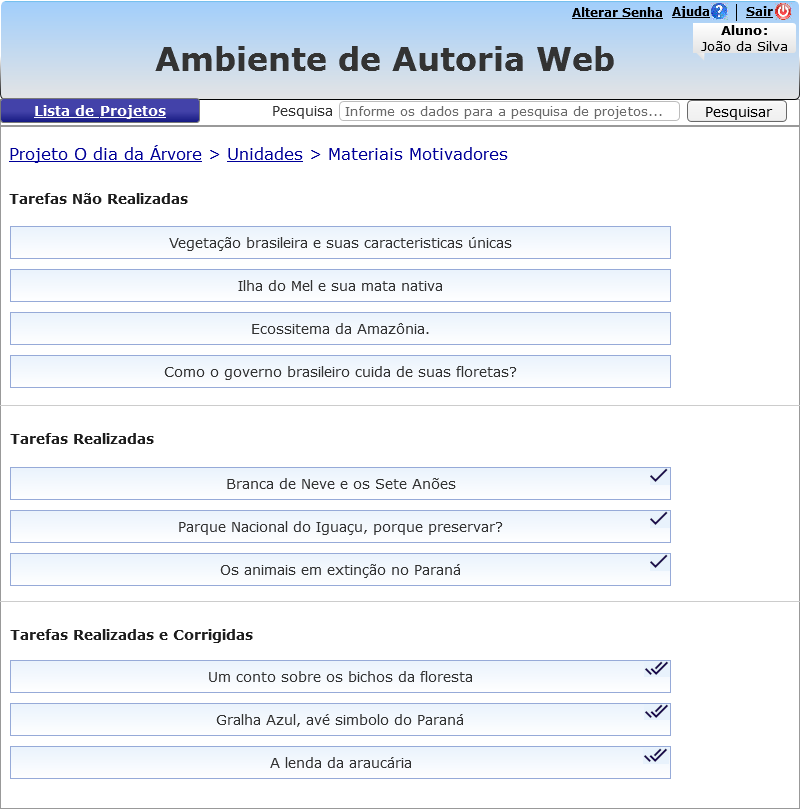 Alterar Senha Ajuda? Sair
Aluno:
João da Silva
Ambiente de Autoria Web
Lista de Projetos Pesquisa Informe os dados para a pesquisa de projetos... Pesquisar
Projeto O dia da Árvore > Unidades > Materiais Motivadores
Tarefas Não Realizadas
Vegetação brasileira e suas caracteristicas únicas
Ilha do Mel e sua mata nativa
Ecossitema da Amazônia.
Como o governo brasileiro cuida de suas floretas?
Tarefas Realizadas
Branca de Neve e os Sete Anões
Parque Nacional do Iguaçu, porque preservar?
Os animais em extinção no Paraná
Tarefas Realizadas e Corrigidas
Um conto sobre os bichos da floresta
Gralha Azul, avé simbolo do Paraná
A lenda da araucária